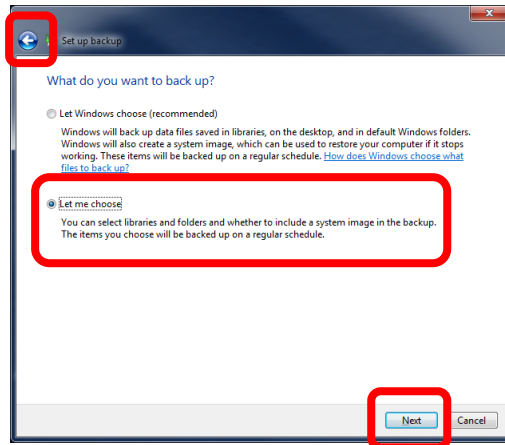 Set up backup
What do you want to back up?
Let Windows choose (recommended)
Windows will back up data files saved in libraries, on the desktop, and in default Windows folders.
Windows will also create a system image, which can be used to restore your computer if it stops
working. These items will be backed up on a regular schedule. How does Windows choose what
files to back up?
Let me choose
You can select libraries and folders and whether to include a system image in the backup.
The items you choose will be backed up on a regular schedule.
Next Cancel